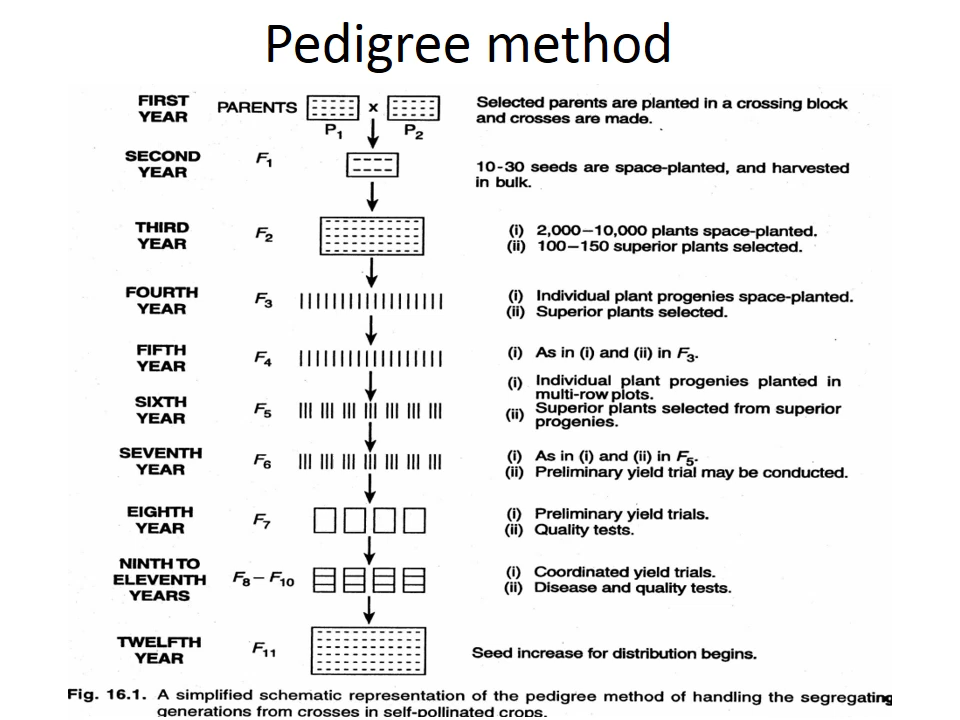 Pedigree method
FIRST YEAR PARENTS x Selected parents are planted in a crossing block
P1 P2 and crosses are made.
SECOND YEAR F1 10-30 seeds are space-planted, and harvested
in bulk.
THIRD YEAR F2 (i) 2,000–10,000 plants space-planted.
(ii) 100–150 superior plants selected.
FOURTH YEAR F3 (i) Individual plant progenies space-planted.
(ii) Superior plants selected.
FIFTH YEAR F4 (i) As in (i) and (ii) in F3.
SIXTH YEAR F5 (i) Individual plant progenies planted in
multi-row plots.
(ii) Superior plants selected from superior
progenies.
SEVENTH YEAR F6 (i) As in (i) and (ii) in F5.
(ii) Preliminary yield trial may be conducted.
EIGHTH YEAR F7 (i) Preliminary yield trials.
(ii) Quality tests.
NINTH TO ELEVENTH YEARS F8 – F10 (i) Coordinated yield trials.
(ii) Disease and quality tests.
TWELFTH YEAR F11 Seed increase for distribution begins.
Fig. 16.1. A simplified schematic representation of the pedigree method of handling the segregating
generations from crosses in self-pollinated crops.